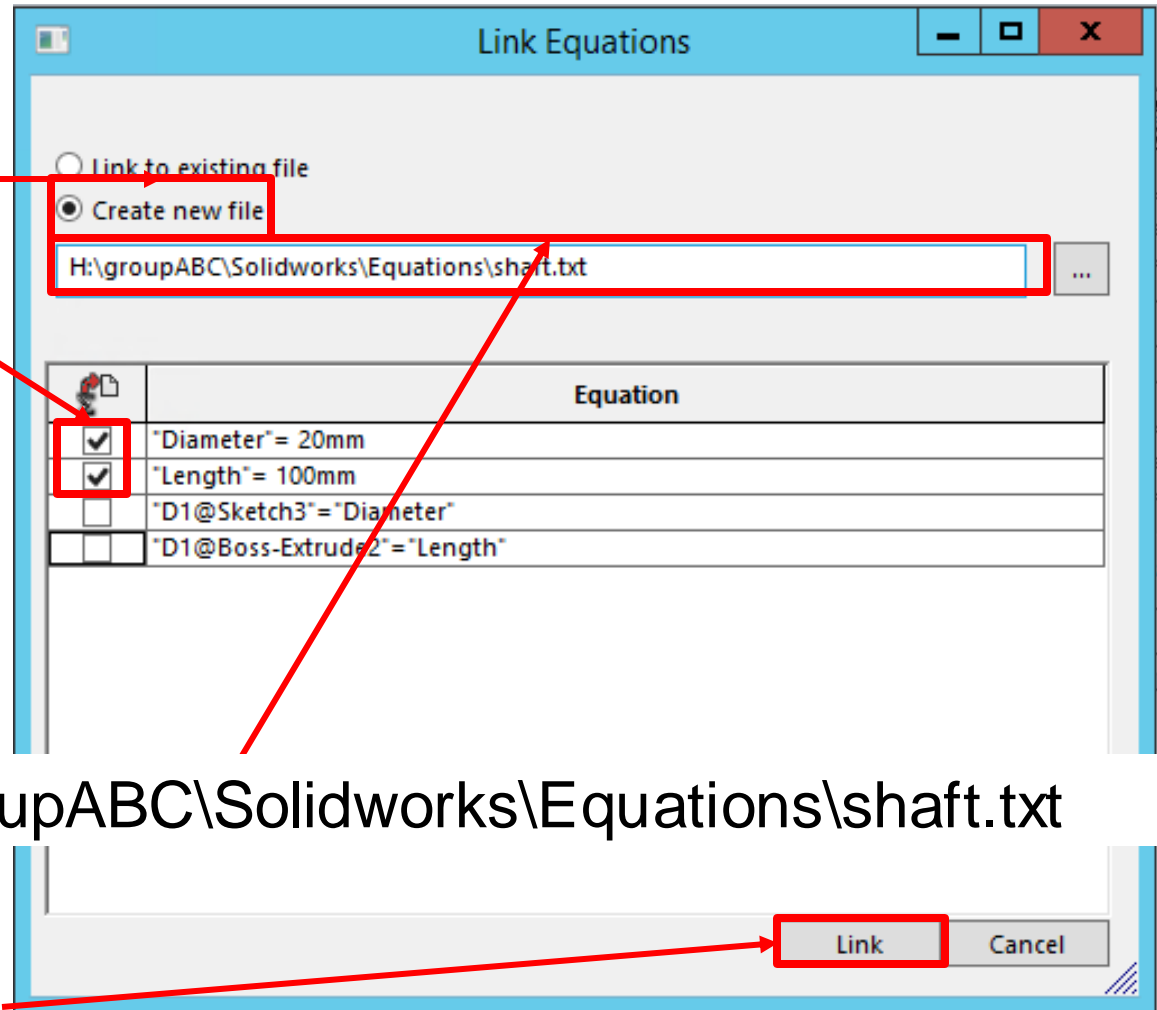 Link Equations
Link to existing file
Create new file
H:\groupABC\Solidworks\Equations\shaft.txt
...
Equation
"Diameter"= 20mm
"Length"= 100mm
"D1@Sketch3"="Diameter"
"D1@Boss-Extrude2"="Length"
upABC\Solidworks\Equations\shaft.txt
Link
Cancel